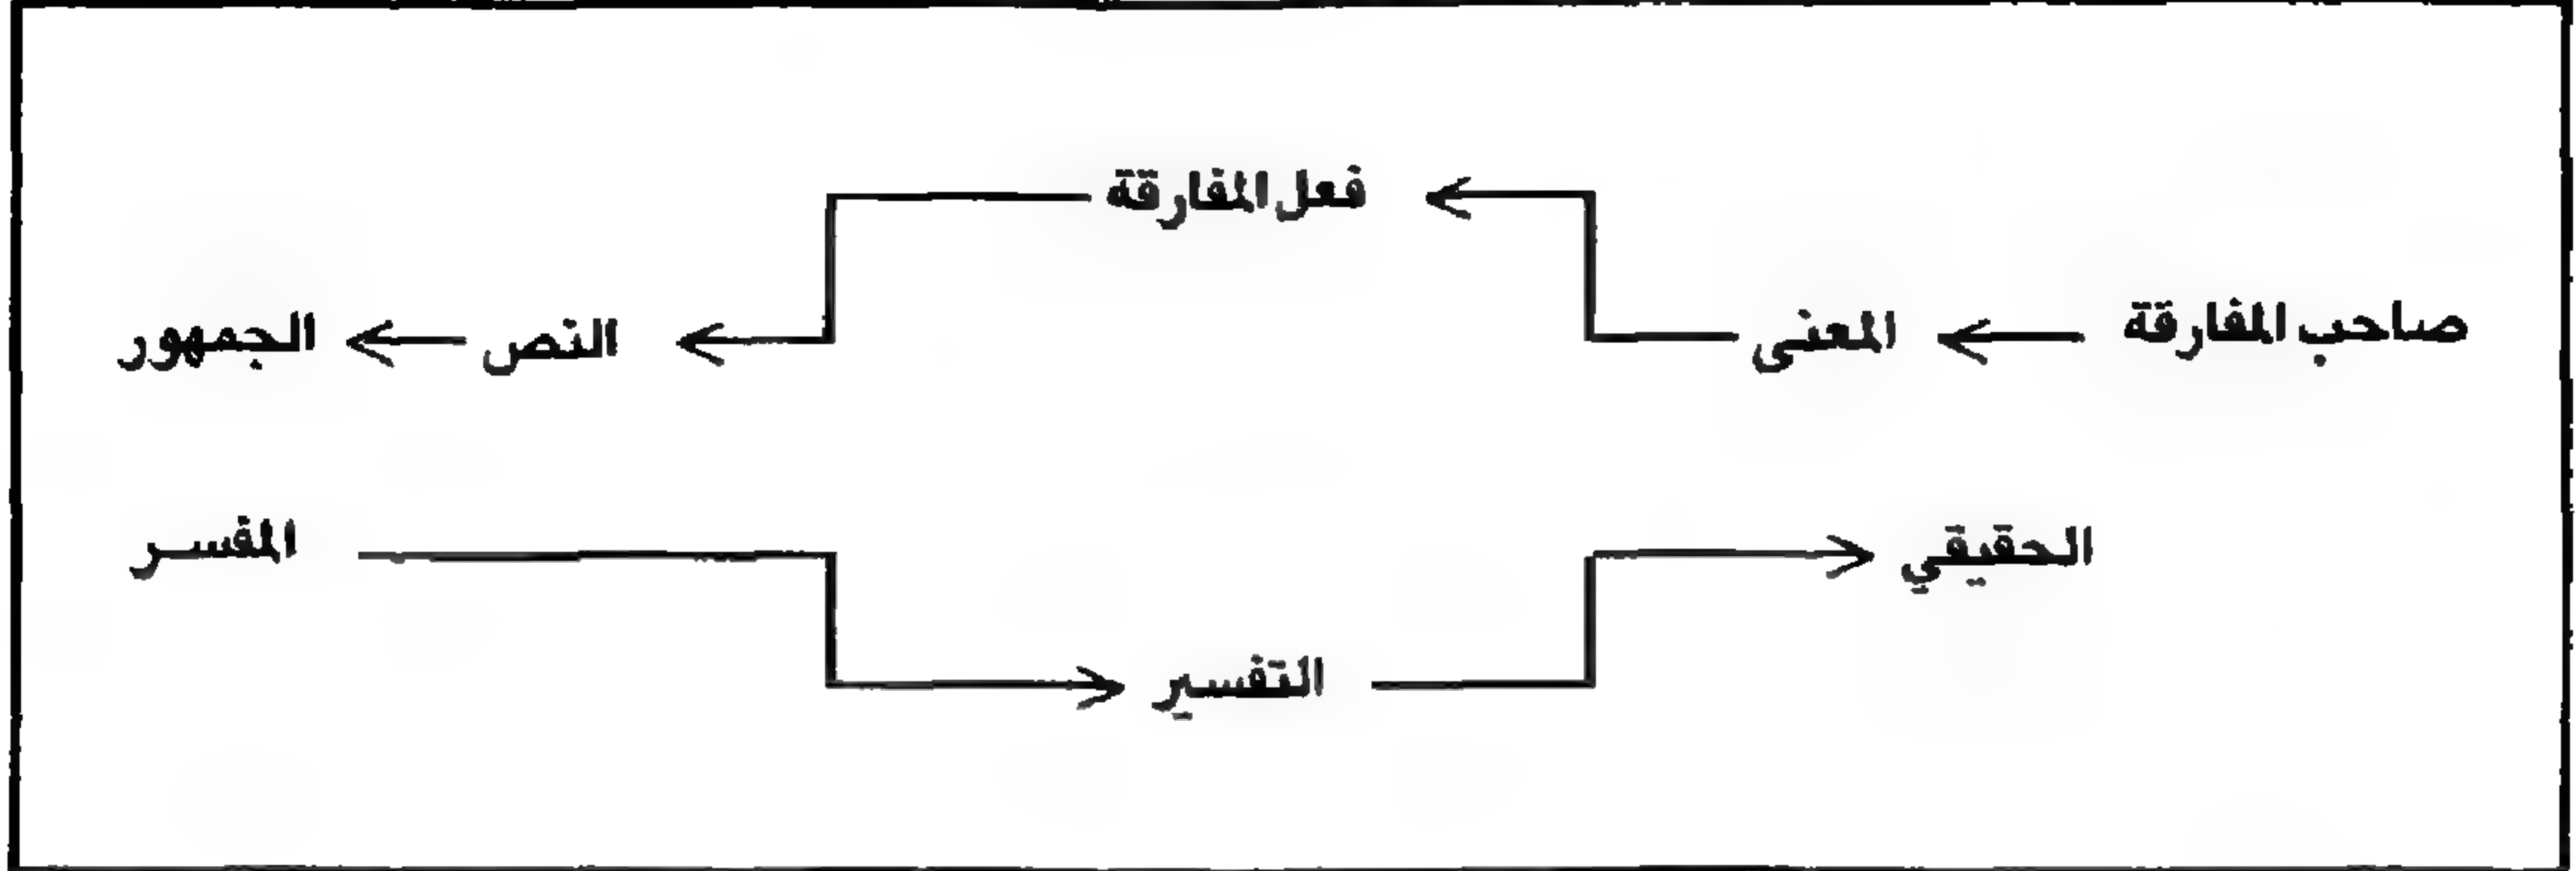 فعل المفارقة
صاحب المفارقة المعنى النص الجمهور
الحقيقي المفسر
التفسير